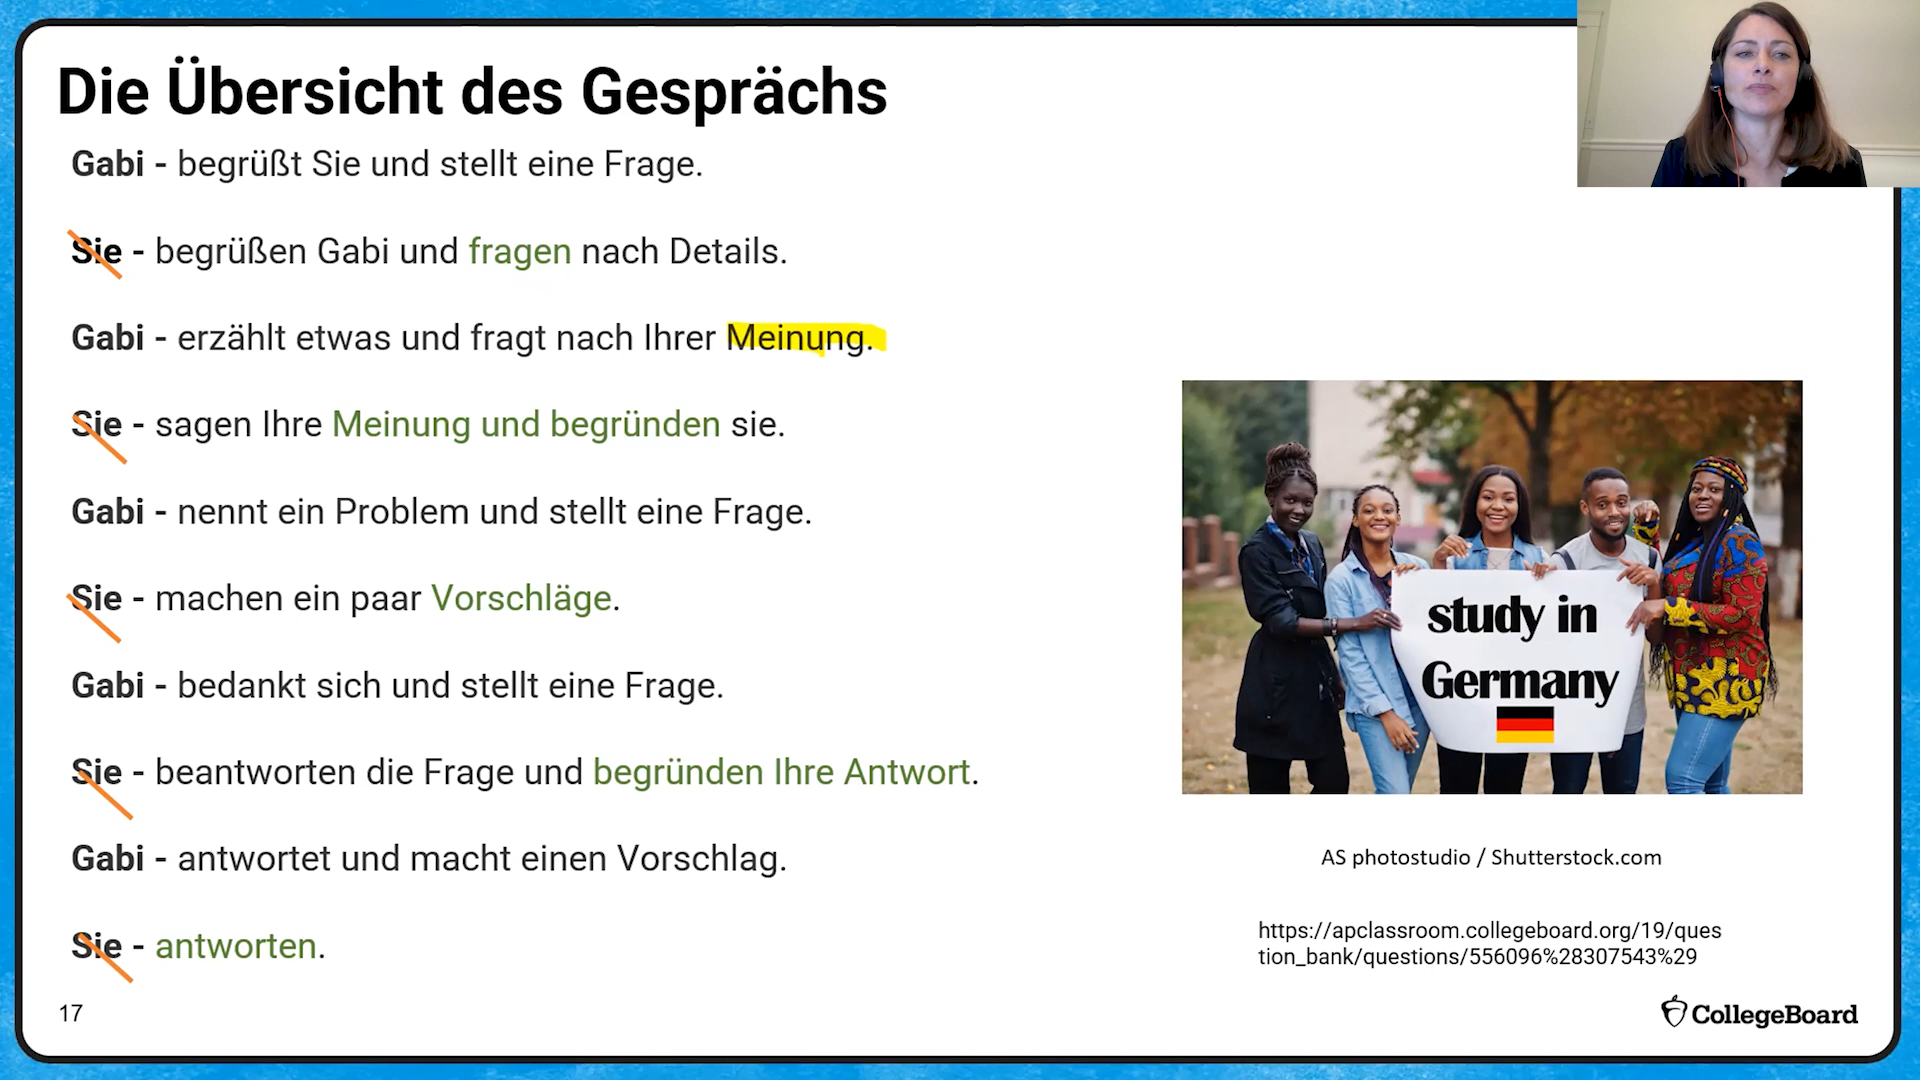 Die Übersicht des Gesprächs
Gabi - begrüßt Sie und stellt eine Frage.
Sie - begrüßen Gabi und fragen nach Details.
Gabi - erzählt etwas und fragt nach Ihrer Meinung.
Sie - sagen Ihre Meinung und begründen sie.
Gabi - nennt ein Problem und stellt eine Frage.
Sie - machen ein paar Vorschläge.
Gabi - bedankt sich und stellt eine Frage.
Sie - beantworten die Frage und begründen Ihre Antwort.
Gabi - antwortet und macht einen Vorschlag.
Sie - antworten.
study in
Germany
AS photostudio / Shutterstock.com
https://apclassroom.collegeboard.org/19/ques
tion_bank/questions/556096%28307543%29
17
CollegeBoard